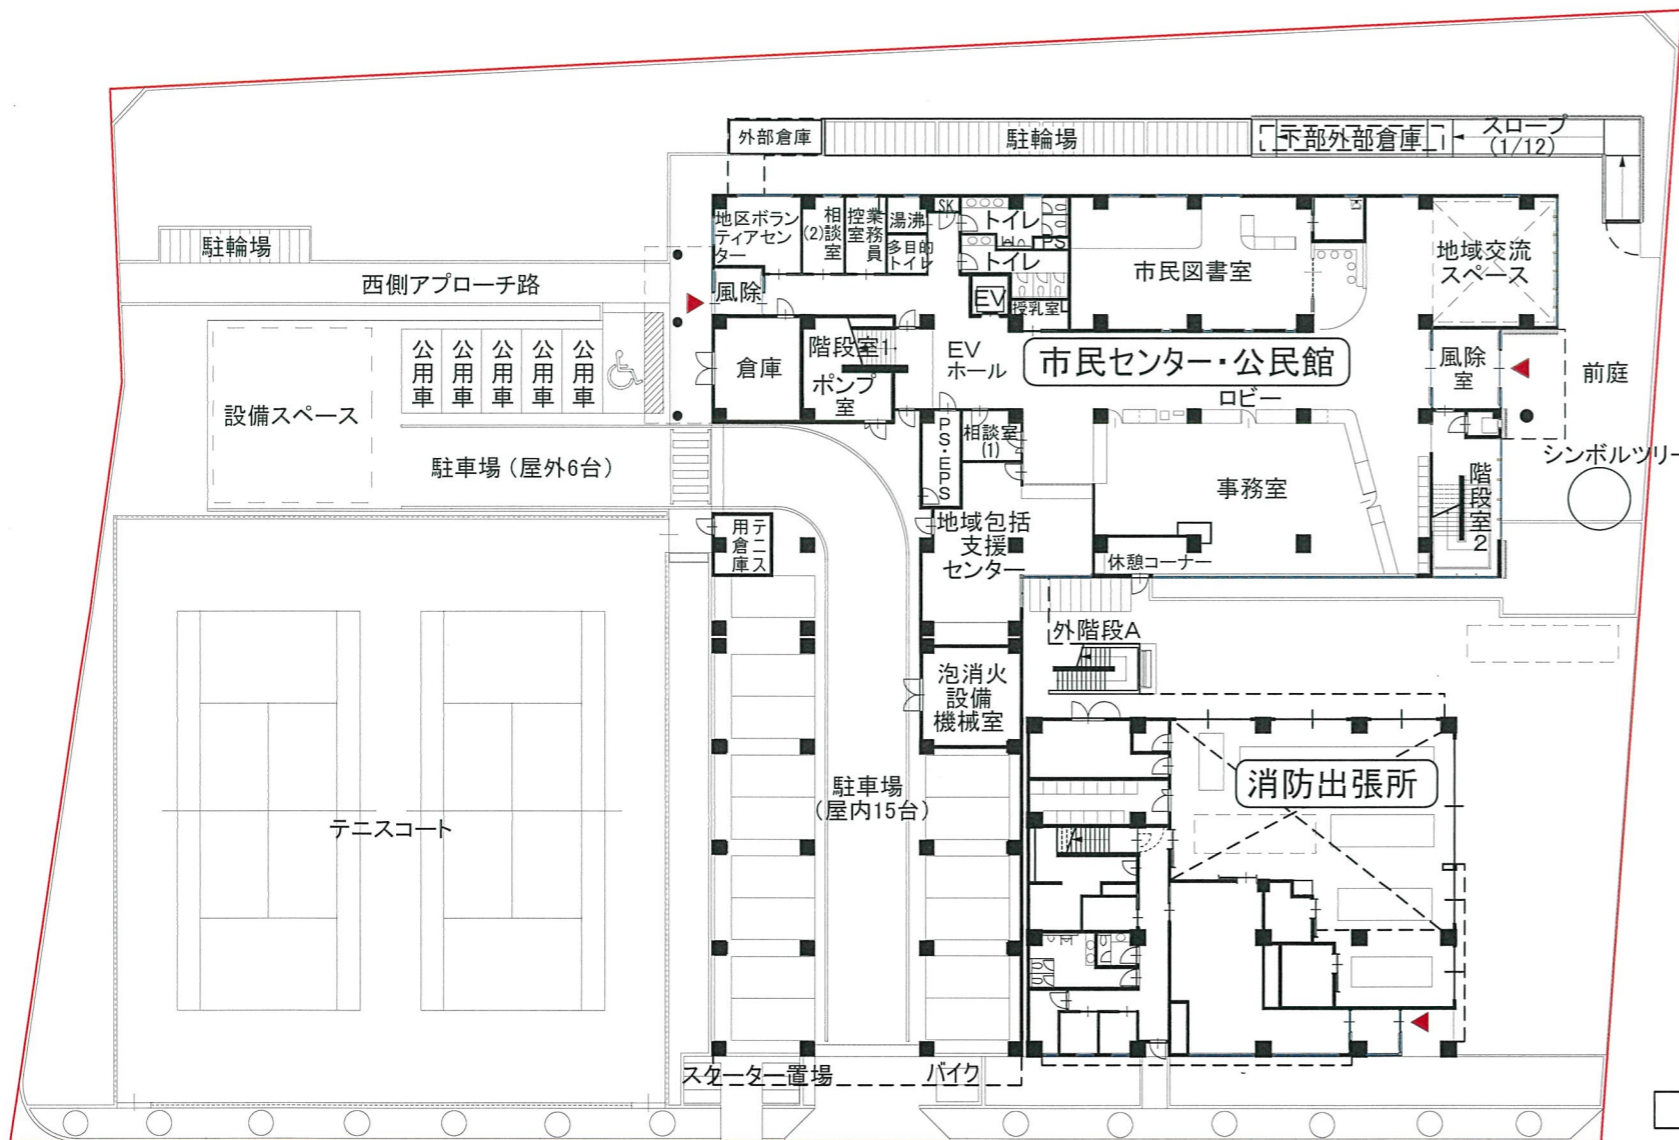 外部倉庫
駐輪場
下部外部倉庫
スロープ
(1/12)
駐輪場
西側アプローチ路
地区ボラン
ティアセン
ター
相談室
(2)
業務員
控室
湯沸
多目的
トイレ
SK
トイレ
PS
トイレ
EV
授乳室
市民図書室
地域交流
スペース
風除
倉庫
階段室1
ポンプ
室
EV
ホール
市民センター・公民館
ロビー
風除
室
前庭
公用車
公用車
公用車
公用車
公用車
設備スペース
駐車場(屋外6台)
PS・EPS
相談室
(1)
事務室
階段室2
シンボルツリー
テニス
用倉庫
地域包括
支援
センター
休憩コーナー
外階段A
泡消火
設備
機械室
消防出張所
駐車場
(屋内15台)
テニスコート
スクーター置場
バイク